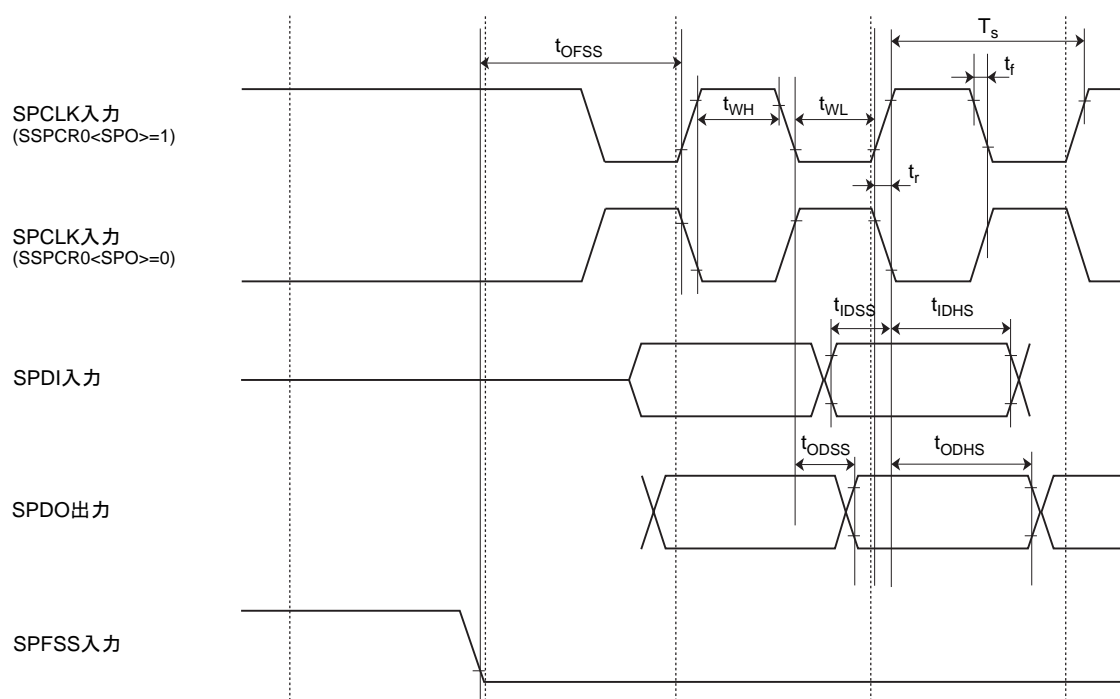 tOFSS
Ts
tf
SPCLK入力
(SSPCR0<SPO>=1)
tWH
tWL
tr
SPCLK入力
(SSPCR0<SPO>=0)
tIDSS
tIDHS
SPDI入力
tODSS
tODHS
SPDO出力
SPFSS入力